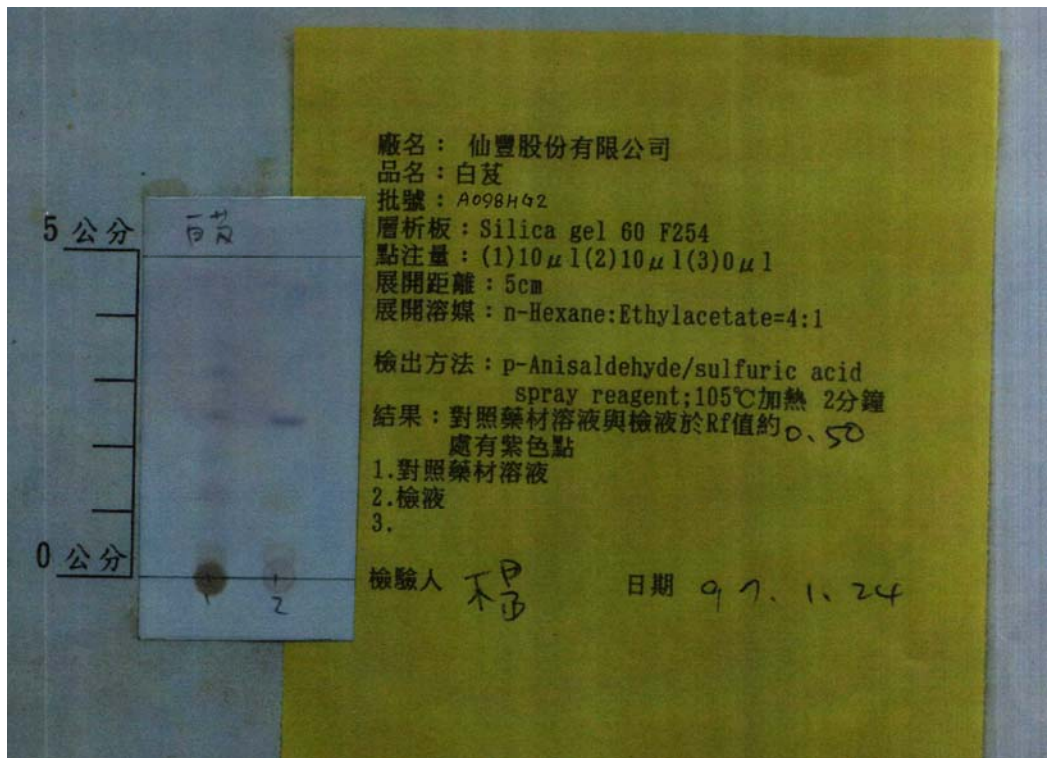 廠名： 仙豐股份有限公司
品名：白芨
批號：A098HG2
層析板：Silica gel 60 F254
點注量：(1)10μl(2)10μl(3)0μl
展開距離：5cm
展開溶媒：n-Hexane:Ethylacetate=4:1
檢出方法：p-Anisaldehyde/sulfuric acid
spray reagent;105℃加熱 2分鐘
結果：對照藥材溶液與檢液於Rf值約0.50
處有紫色點
1.對照藥材溶液
2.檢液
3.
檢驗人 楊 日期 97.1.24
白芨
5公分
0公分
1 2